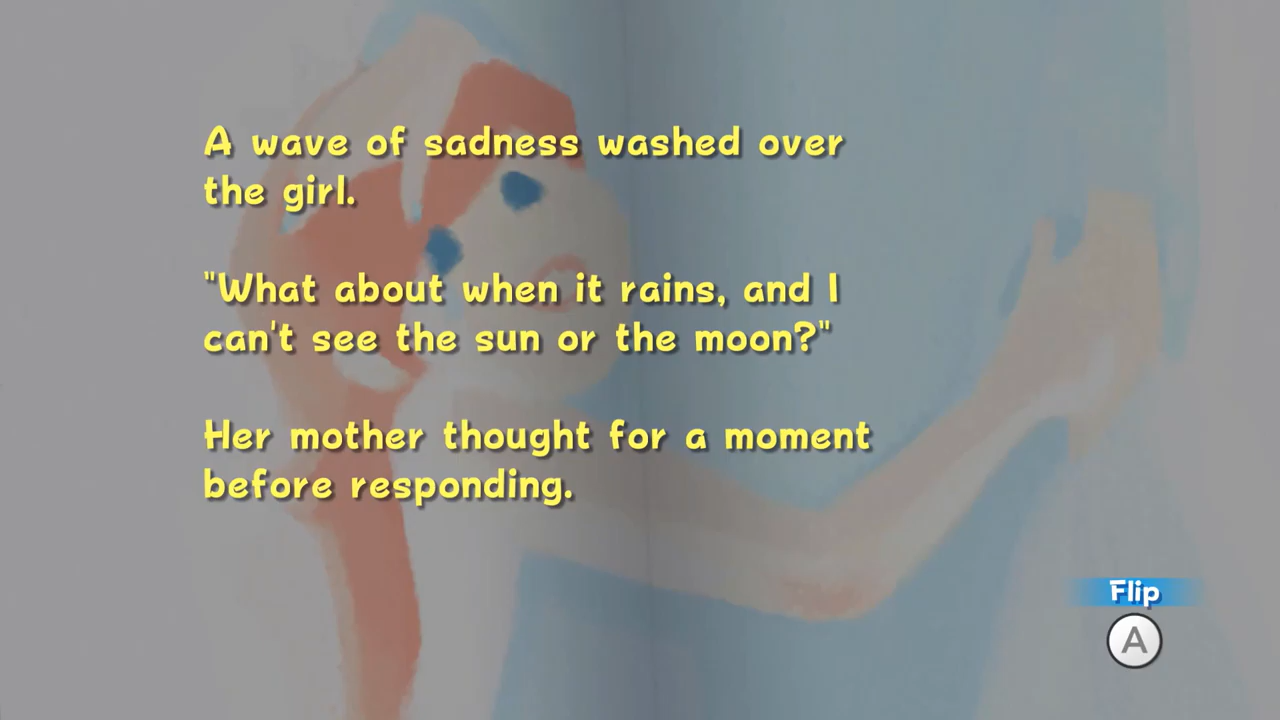 A wave of sadness washed over
the girl.
"What about when it rains, and I
can't see the sun or the moon?"
Her mother thought for a moment
before responding.
Flip
A